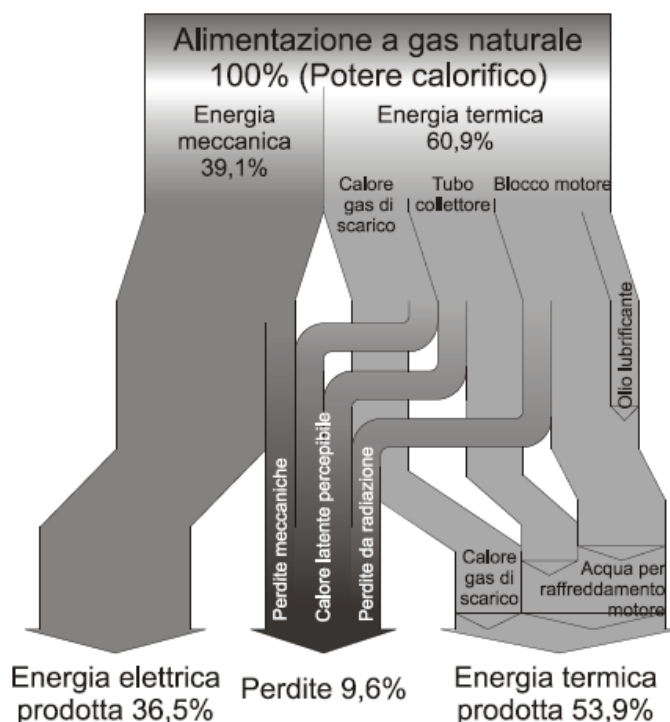 Alimentazione a gas naturale
100% (Potere calorifico)
Energia
meccanica
39,1%
Energia termica
60,9%
Calore
gas di
scarico
Tubo
collettore
Blocco motore
Olio lubrificante
Perdite meccaniche
Calore latente percepibile
Perdite da radiazione
Calore
gas di
scarico
Acqua per
raffreddamento
motore
Energia elettrica
prodotta 36,5%
Perdite 9,6%
Energia termica
prodotta 53,9%